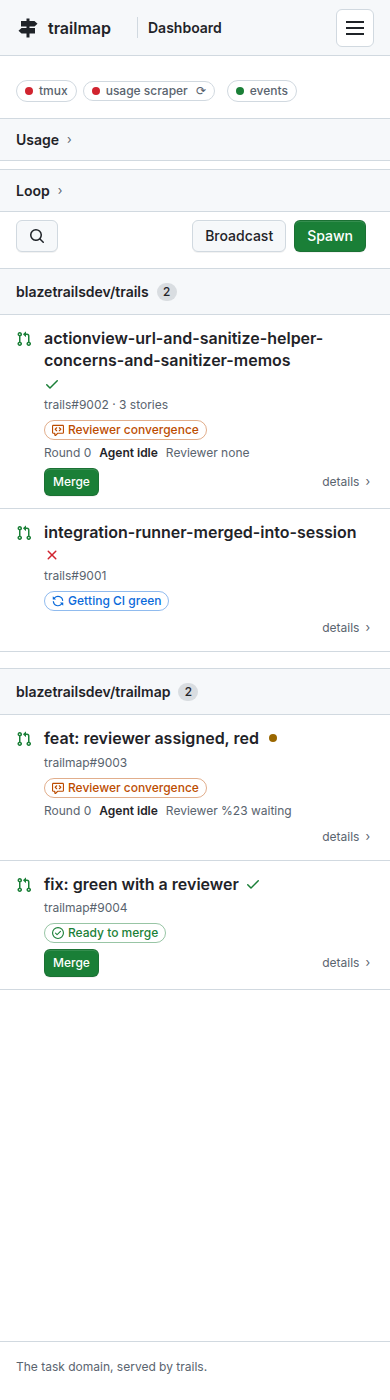 trailmap Dashboard
tmux usage scraper ⟳ events
Usage ›
Loop ›
Broadcast Spawn
blazetrailsdev/trails 2
actionview-url-and-sanitize-helper-
concerns-and-sanitizer-memos
trails#9002 · 3 stories
Reviewer convergence
Round 0 Agent idle Reviewer none
Merge details ›
integration-runner-merged-into-session
trails#9001
Getting CI green
details ›
blazetrailsdev/trailmap 2
feat: reviewer assigned, red
trailmap#9003
Reviewer convergence
Round 0 Agent idle Reviewer %23 waiting
details ›
fix: green with a reviewer
trailmap#9004
Ready to merge
Merge details ›
The task domain, served by trails.